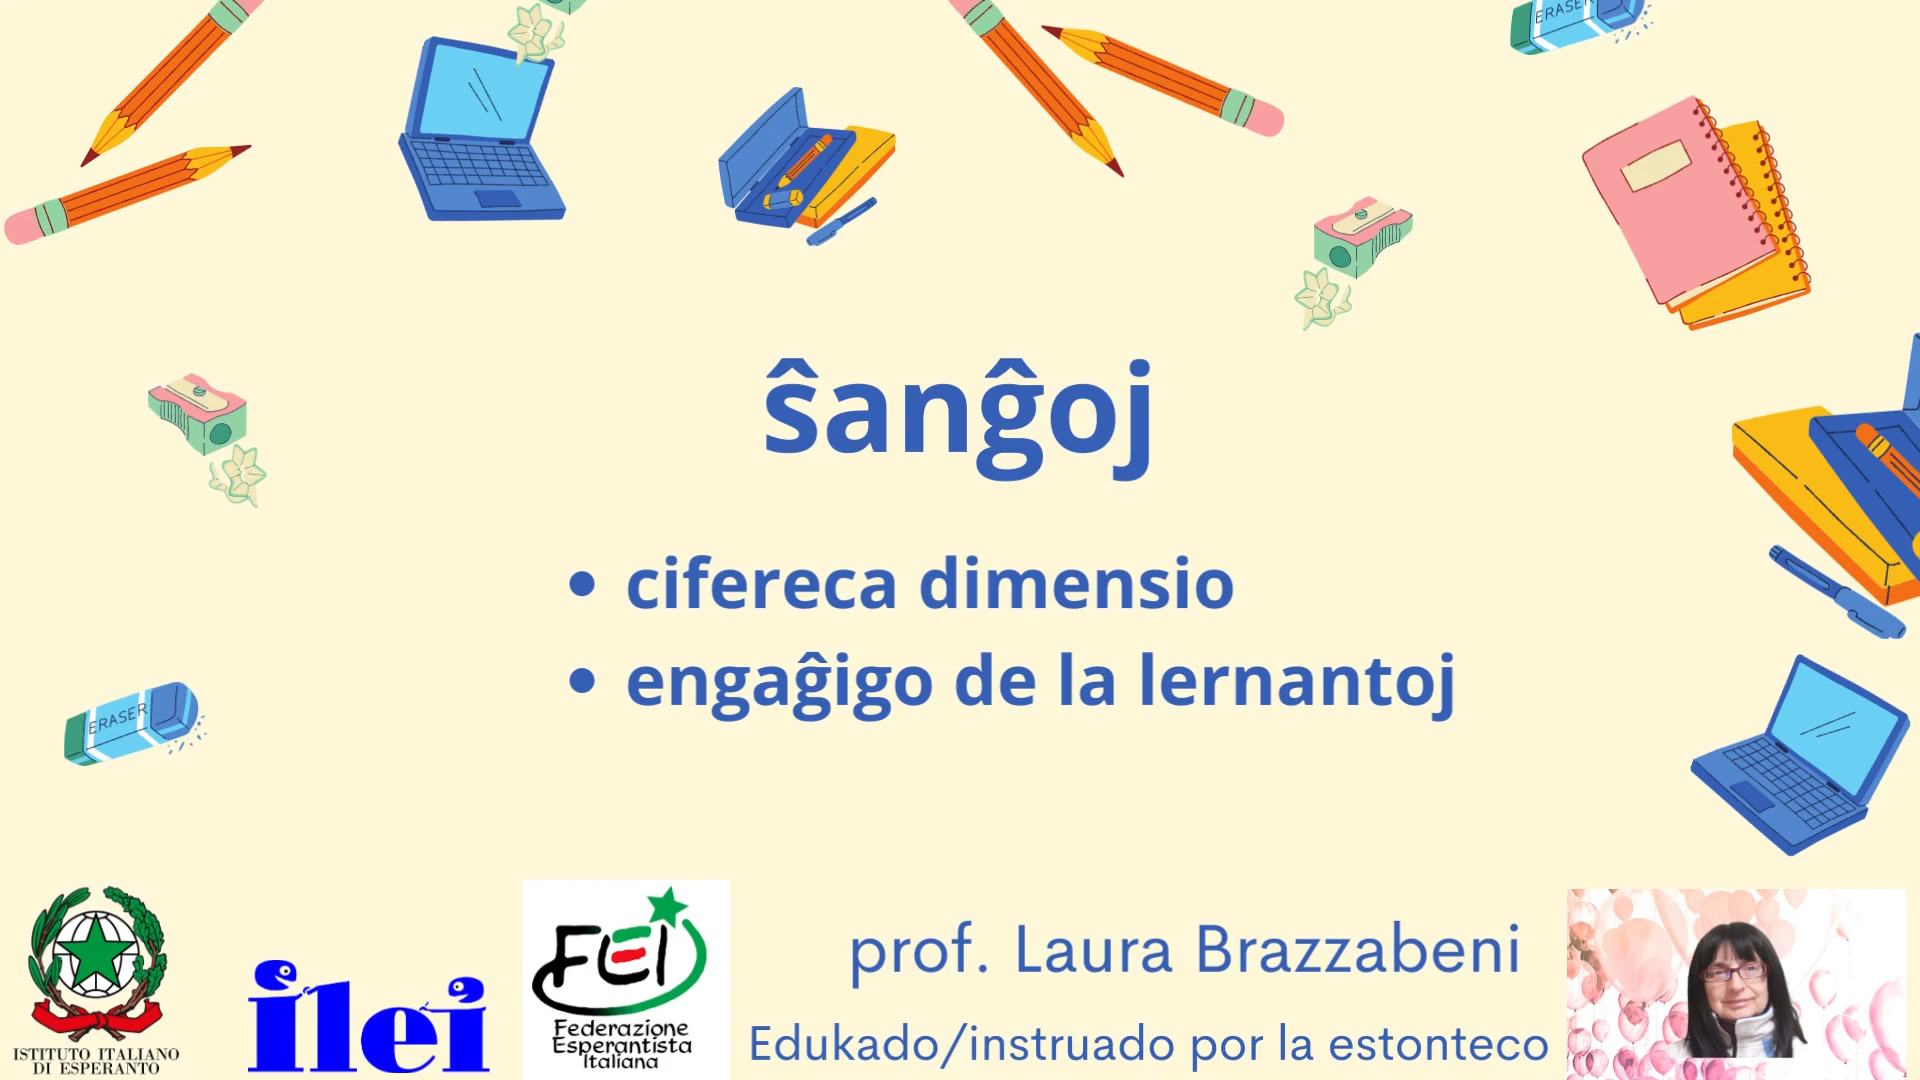 ERASER
ŝanĝoj
• cifereca dimensio
• engaĝigo de la lernantoj
ERASER
ISTITUTO ITALIANO
DI ESPERANTO
ilei
FEI
Federazione
Esperantista
Italiana
prof. Laura Brazzabeni
Edukado/instruado por la estonteco